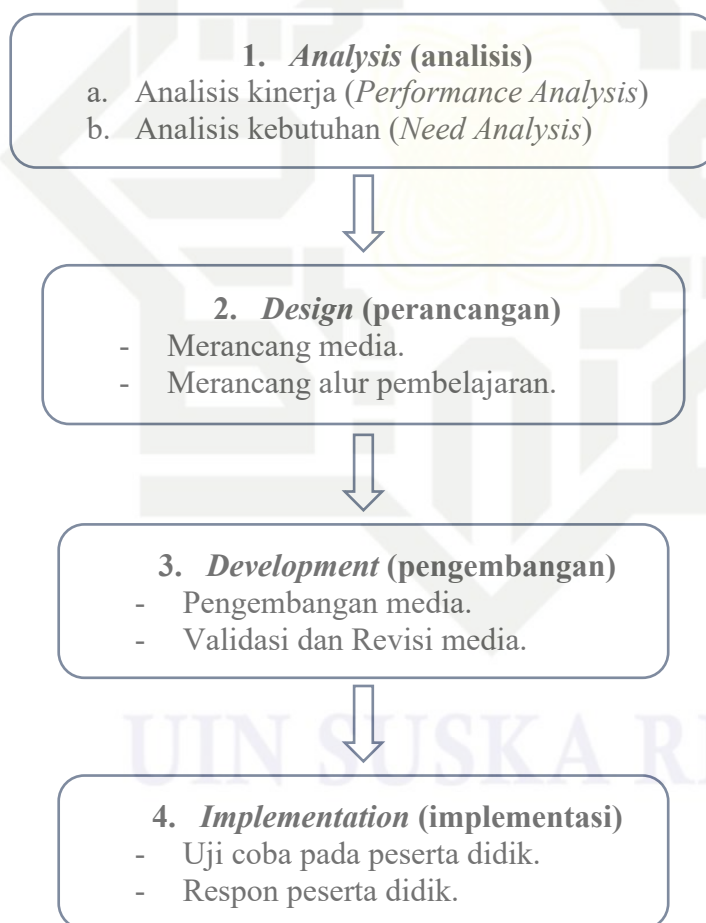 1. Analysis (analisis)
a. Analisis kinerja (Performance Analysis)
b. Analisis kebutuhan (Need Analysis)
2. Design (perancangan)
- Merancang media.
- Merancang alur pembelajaran.
3. Development (pengembangan)
- Pengembangan media.
- Validasi dan Revisi media.
UIN SUSKA
4. Implementation (implementasi)
- Uji coba pada peserta didik.
- Respon peserta didik.